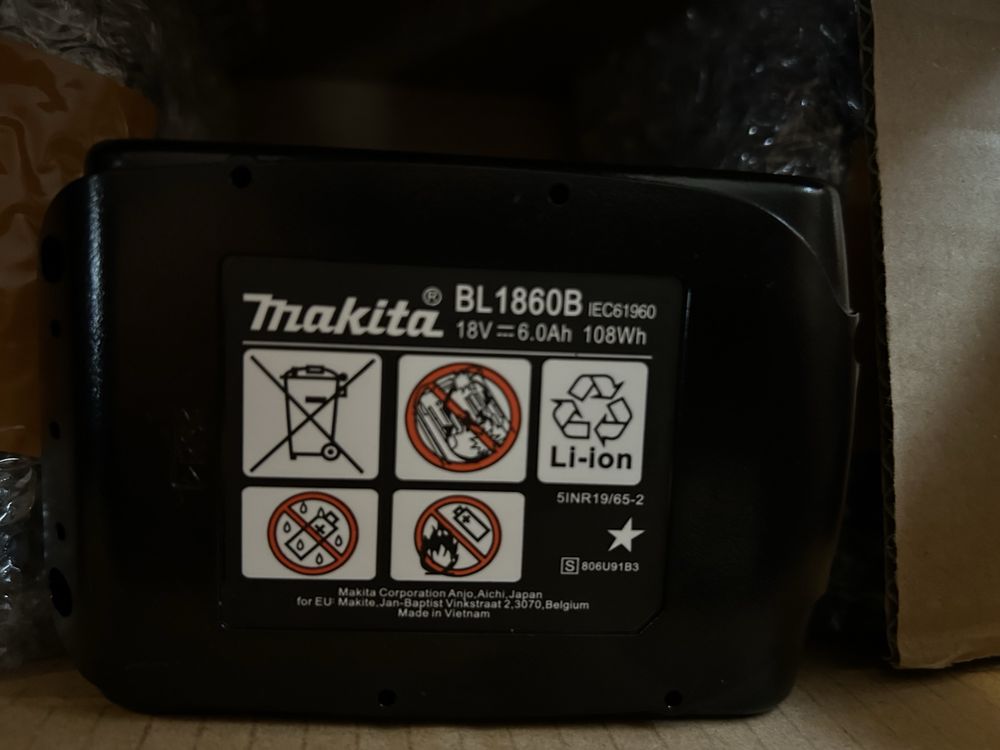 makita® BL1860B IEC61960
18V ⎓ 6.0Ah 108Wh
Li-ion
5INR19/65-2
S 806U91B3
Makita Corporation Anjo,Aichi,Japan
for EU: Makite,Jan-Baptist Vinkstraat 2,3070,Belgium
Made in Vietnam